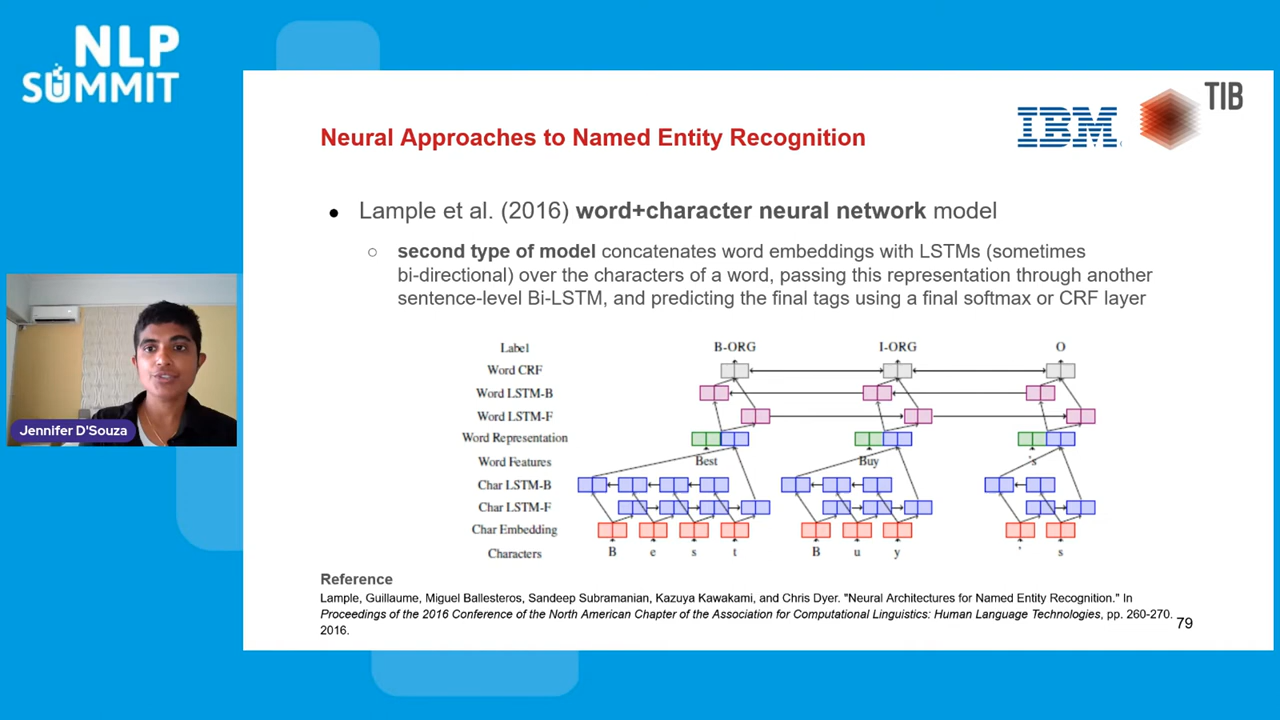 NLP
SUMMIT
IBM
TIB
Neural Approaches to Named Entity Recognition
● Lample et al. (2016) word+character neural network model
○ second type of model concatenates word embeddings with LSTMs (sometimes
bi-directional) over the characters of a word, passing this representation through another
sentence-level Bi-LSTM, and predicting the final tags using a final softmax or CRF layer
Label B-ORG I-ORG O
Word CRF
Word LSTM-B
Word LSTM-F
Word Representation
Word Features Best Buy 's
Char LSTM-B
Char LSTM-F
Char Embedding
Characters B e s t B u y ' s
Jennifer D'Souza
Reference
Lample, Guillaume, Miguel Ballesteros, Sandeep Subramanian, Kazuya Kawakami, and Chris Dyer. "Neural Architectures for Named Entity Recognition." In
Proceedings of the 2016 Conference of the North American Chapter of the Association for Computational Linguistics: Human Language Technologies, pp. 260-270.
2016.
79